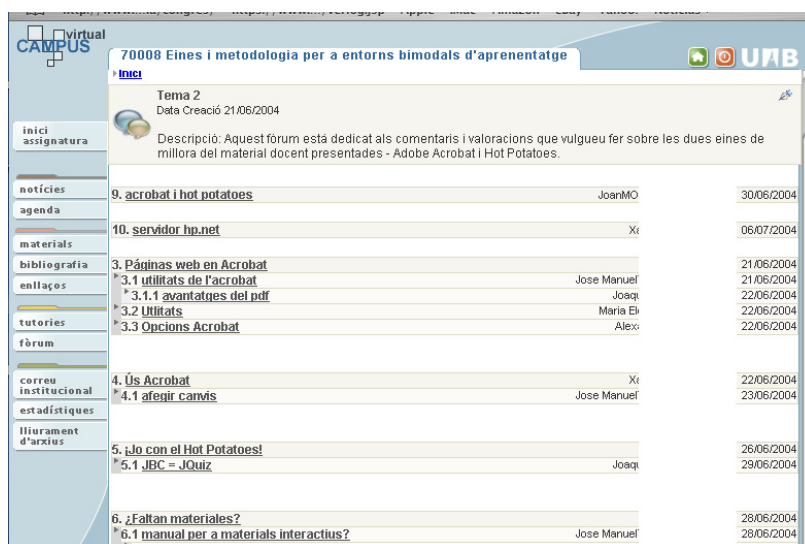 virtual
CAMPUS
70008 Eines i metodologia per a entorns bimodals d'aprenentatge
UAB
Inici
Tema 2
Data Creació 21/06/2004
Descripció: Aquest fòrum está dedicat als comentaris i valoracions que vulgueu fer sobre les dues eines de
millora del material docent presentades - Adobe Acrobat i Hot Potatoes.
inici
assignatura
notícies
agenda
materials
bibliografia
enllaços
tutories
fòrum
correu
institucional
estadístiques
lliurament
d'arxius
9. acrobat i hot potatoes JoanMO 30/06/2004
10. servidor hp.net Xa 06/07/2004
3. Páginas web en Acrobat 21/06/2004
3.1 utilitats de l'acrobat Jose Manuel 21/06/2004
3.1.1 avantatges del pdf Joaqu 22/06/2004
3.2 Utlitats Maria El 22/06/2004
3.3 Opcions Acrobat Alex 22/06/2004
4. Ús Acrobat Xa 22/06/2004
4.1 afegir canvis Jose Manuel 23/06/2004
5. ¡Jo con el Hot Potatoes! 26/06/2004
5.1 JBC = JQuiz Joaqu 29/06/2004
6. ¿Faltan materiales? 28/06/2004
6.1 manual per a materials interactius? Jose Manuel 28/06/2004